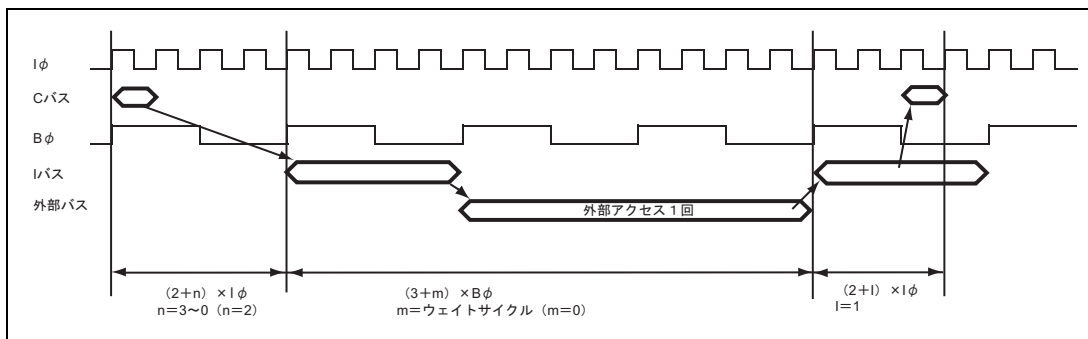 Iφ
Cバス
Bφ
Iバス
外部バス
外部アクセス1回
(2+n)×Iφ
n=3~0(n=2)
(3+m)×Bφ
m=ウェイトサイクル(m=0)
(2+l)×Iφ
l=1